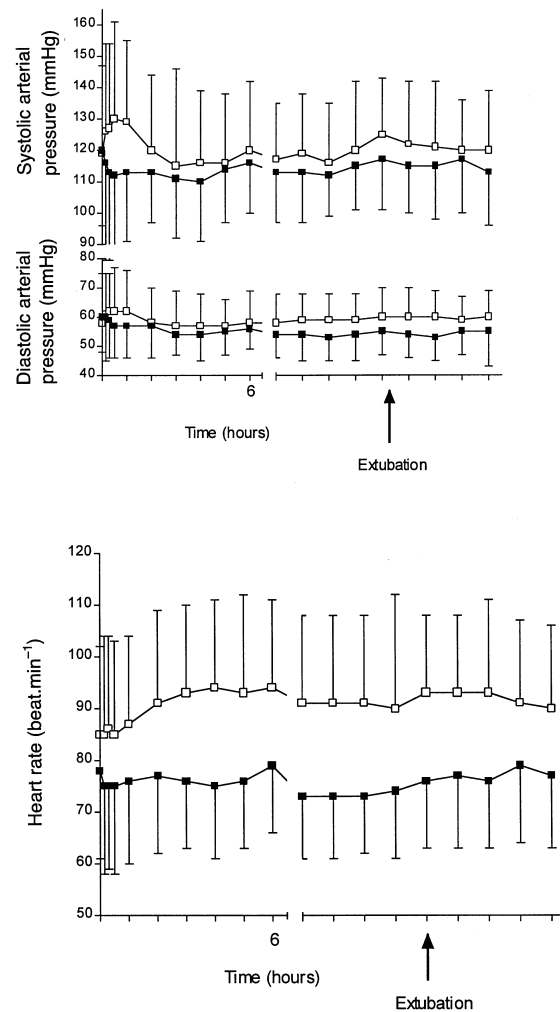 Systolic arterial
pressure (mmHg)
160
150
140
130
120
110
100
90
Diastolic arterial
pressure (mmHg)
80
70
60
50
40
6
Time (hours)
Extubation
Heart rate (beat.min⁻¹)
120
110
100
90
80
70
60
50
6
Time (hours)
Extubation